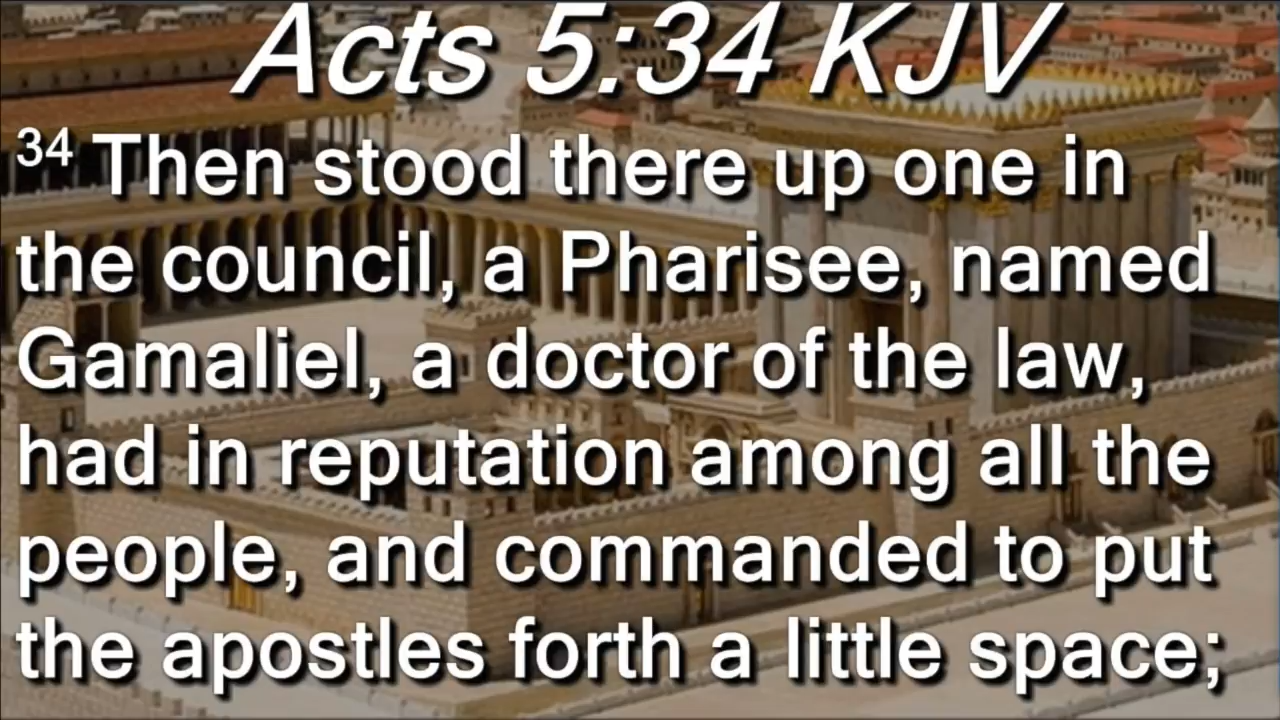 Acts 5:34 KJV
34 Then stood there up one in
the council, a Pharisee, named
Gamaliel, a doctor of the law,
had in reputation among all the
people, and commanded to put
the apostles forth a little space;